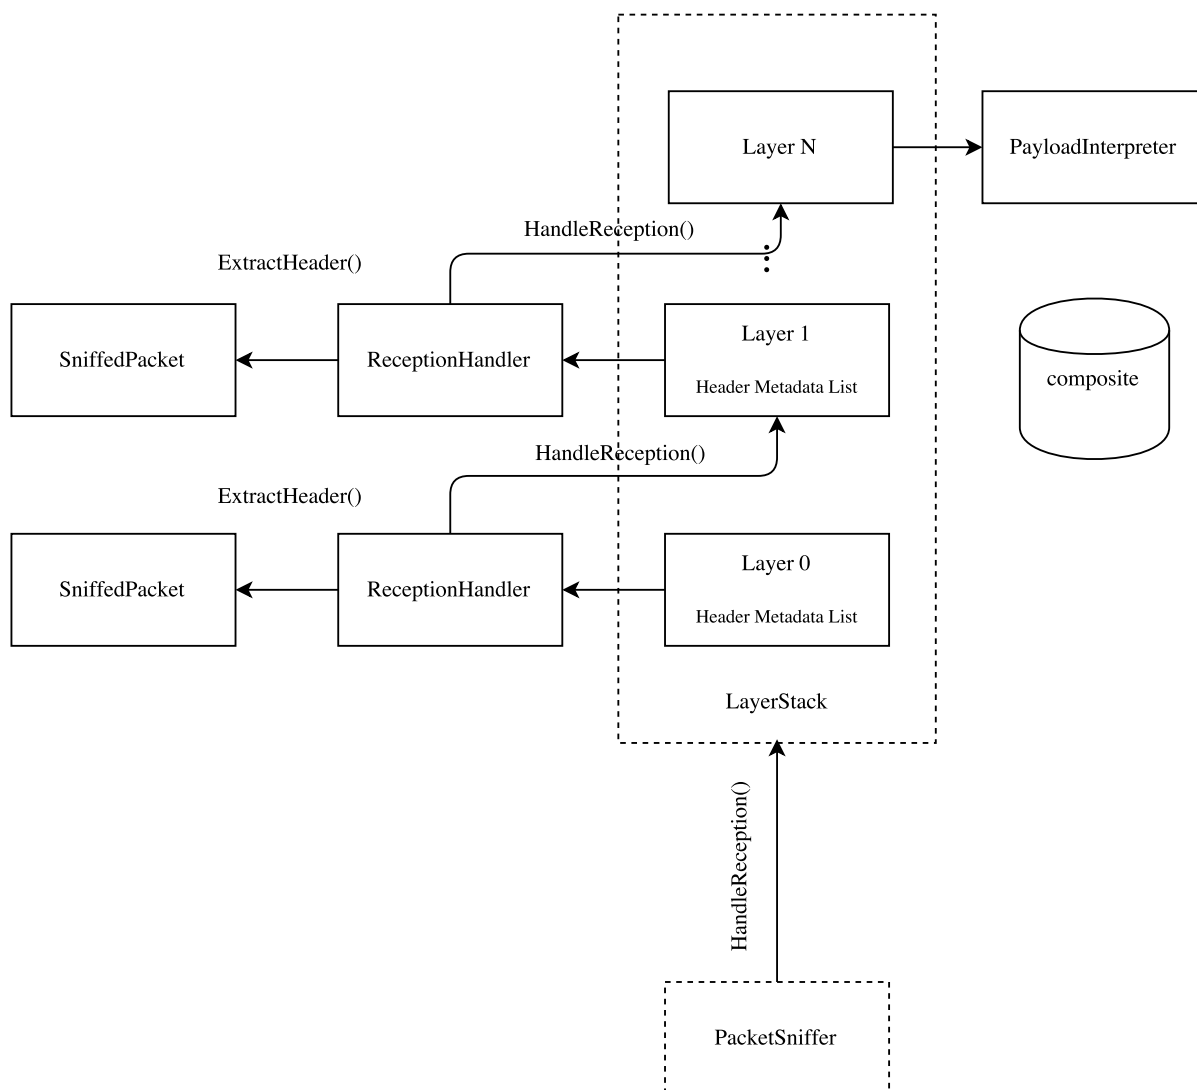 Layer N
PayloadInterpreter
HandleReception()
ExtractHeader()
SniffedPacket
ReceptionHandler
Layer 1
Header Metadata List
composite
HandleReception()
ExtractHeader()
SniffedPacket
ReceptionHandler
Layer 0
Header Metadata List
LayerStack
HandleReception()
PacketSniffer